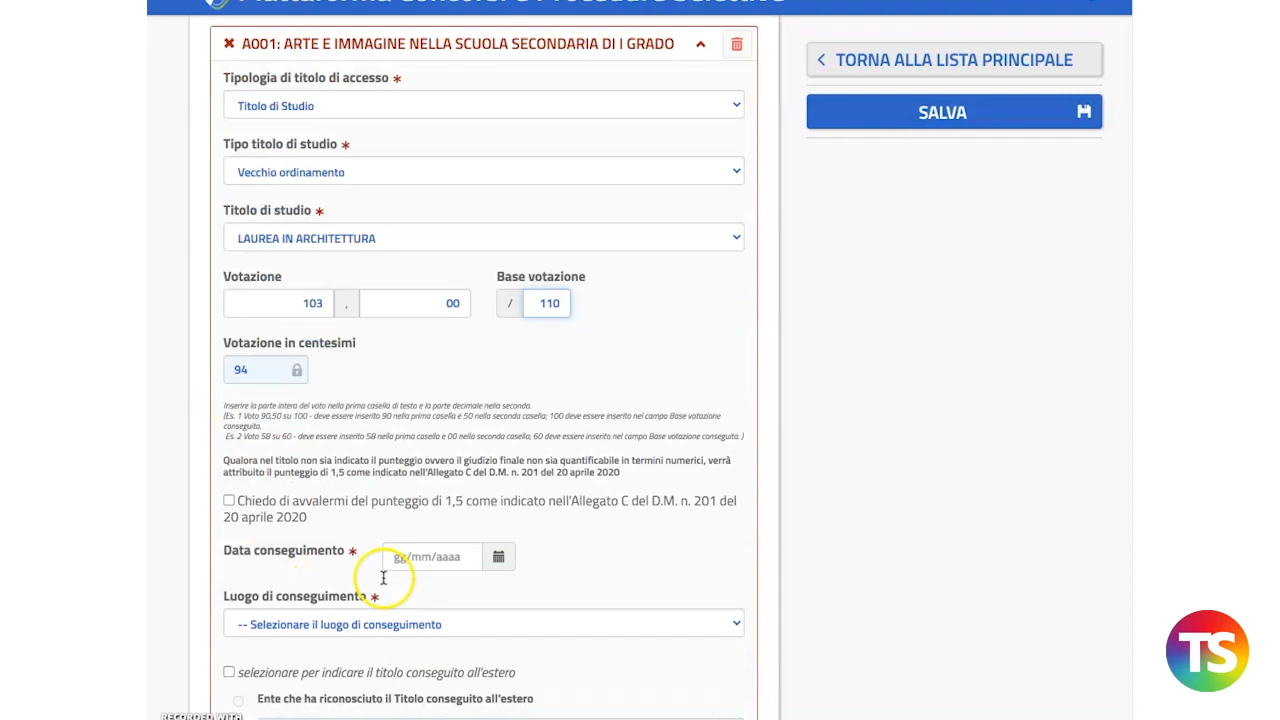 Piattaforma Concorsi e Procedure Selettive
✖ A001: ARTE E IMMAGINE NELLA SCUOLA SECONDARIA DI I GRADO
Tipologia di titolo di accesso *
Titolo di Studio
Tipo titolo di studio *
Vecchio ordinamento
Titolo di studio *
LAUREA IN ARCHITETTURA
Votazione
Base votazione
103 , 00 / 110
Votazione in centesimi
94
Inserire la parte intera del voto nella prima casella di testo e la parte decimale nella seconda.
(Es. 1 Voto 90,50 su 100 - deve essere inserito 90 nella prima casella e 50 nella seconda casella; 100 deve essere inserito nel campo Base votazione
conseguita.
Es. 2 Voto 58 su 60 - deve essere inserito 58 nella prima casella e 00 nella seconda casella; 60 deve essere inserito nel campo Base votazione conseguita. )
Qualora nel titolo non sia indicato il punteggio ovvero il giudizio finale non sia quantificabile in termini numerici, verrà
attribuito il punteggio di 1,5 come indicato nell'Allegato C del D.M. n. 201 del 20 aprile 2020
Chiedo di avvalermi del punteggio di 1,5 come indicato nell'Allegato C del D.M. n. 201 del
20 aprile 2020
Data conseguimento *
gg/mm/aaaa
Luogo di conseguimento *
-- Selezionare il luogo di conseguimento
selezionare per indicare il titolo conseguito all'estero
Ente che ha riconosciuto il Titolo conseguito all'estero
TORNA ALLA LISTA PRINCIPALE
SALVA
TS
RECORDED WITH